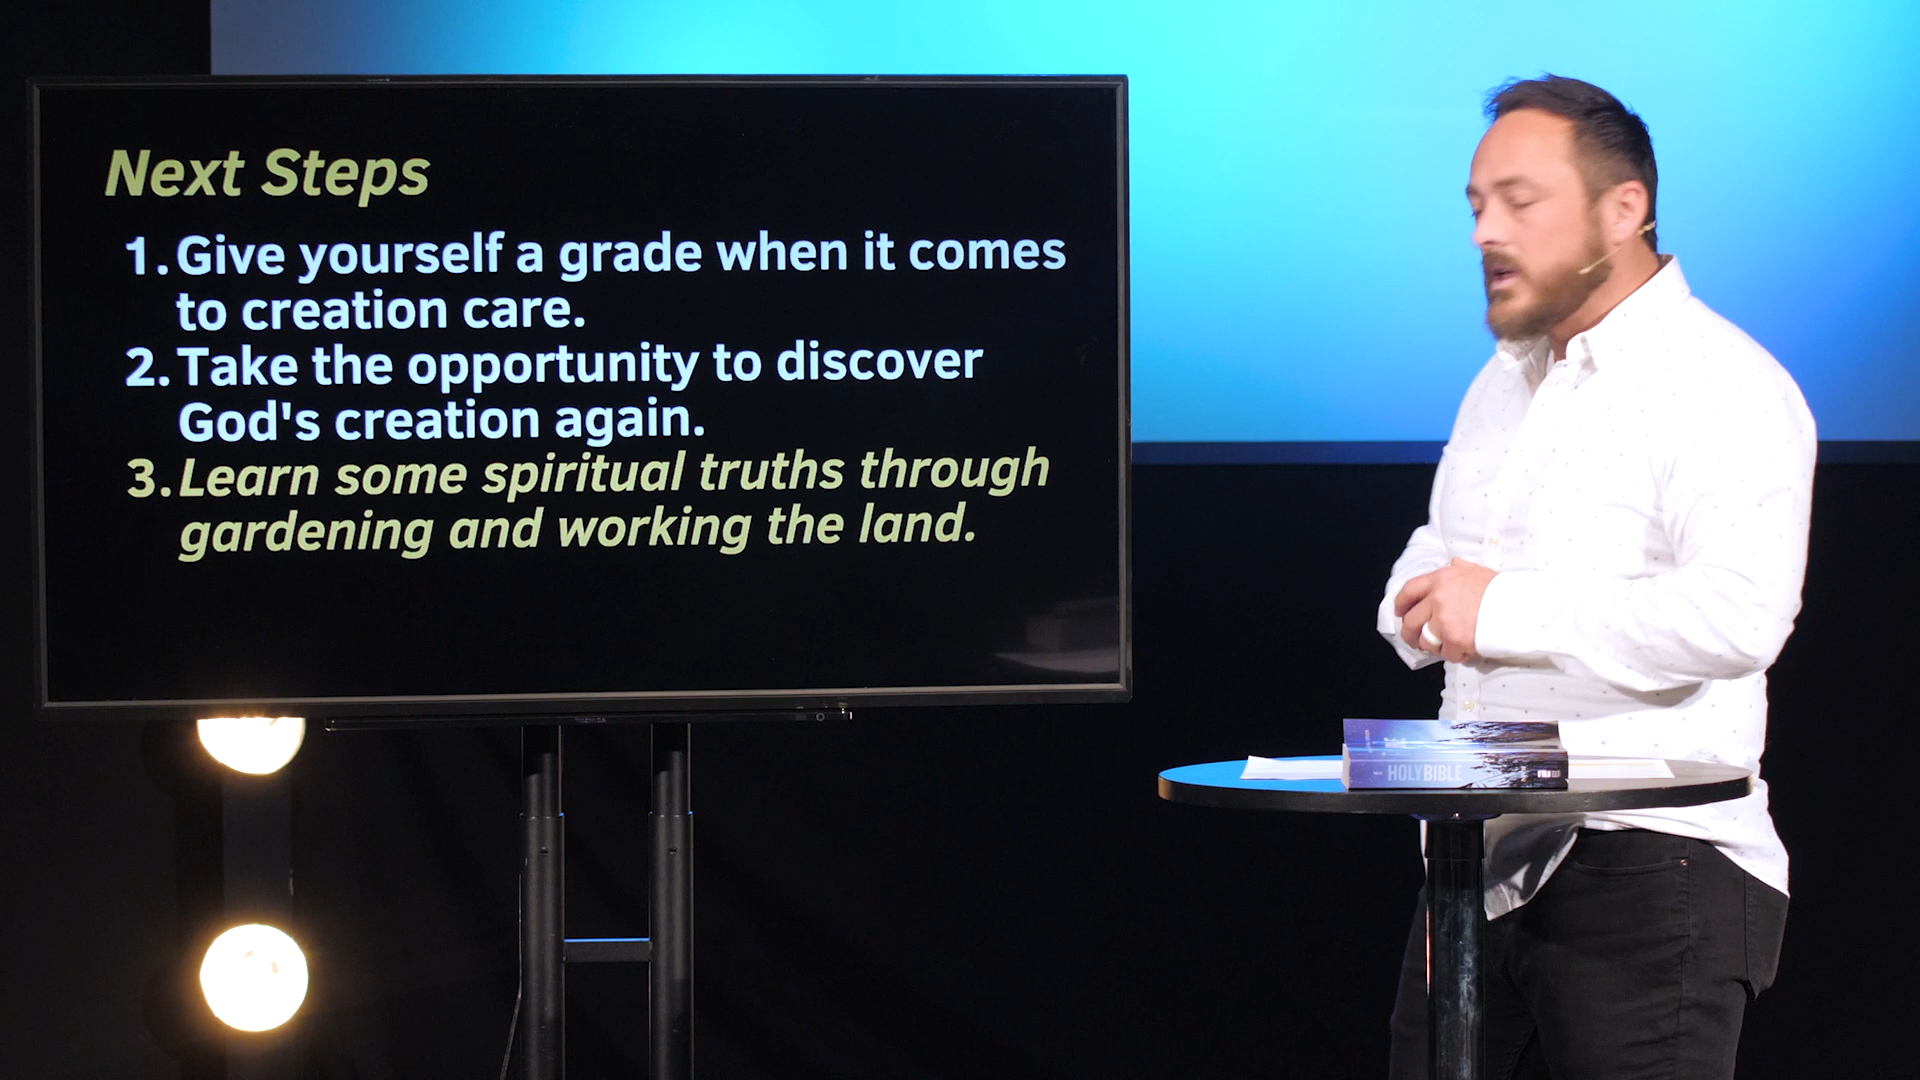 Next Steps
1. Give yourself a grade when it comes
to creation care.
2. Take the opportunity to discover
God's creation again.
3. Learn some spiritual truths through
gardening and working the land.
TOSHIBA
HOLY BIBLE